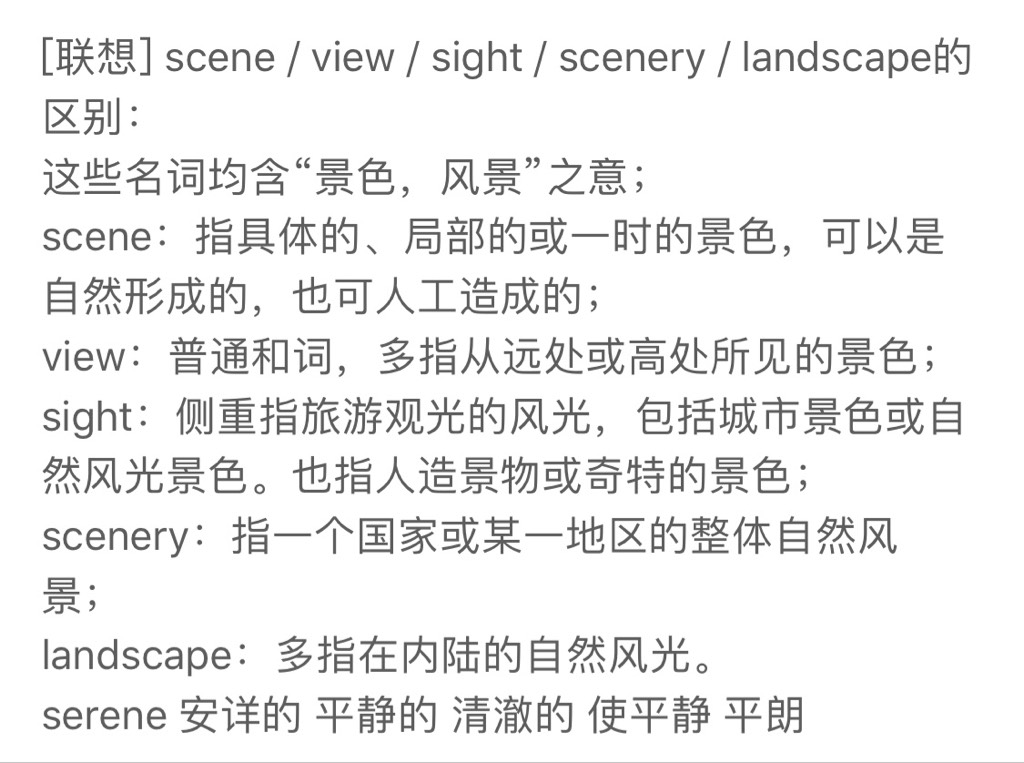 [联想] scene / view / sight / scenery / landscape的
区别：
这些名词均含“景色，风景”之意；
scene：指具体的、局部的或一时的景色，可以是
自然形成的，也可人工造成的；
view：普通和词，多指从远处或高处所见的景色；
sight：侧重指旅游观光的风光，包括城市景色或自
然风光景色。也指人造景物或奇特的景色；
scenery：指一个国家或某一地区的整体自然风
景；
landscape：多指在内陆的自然风光。
serene 安详的 平静的 清澈的 使平静 平朗